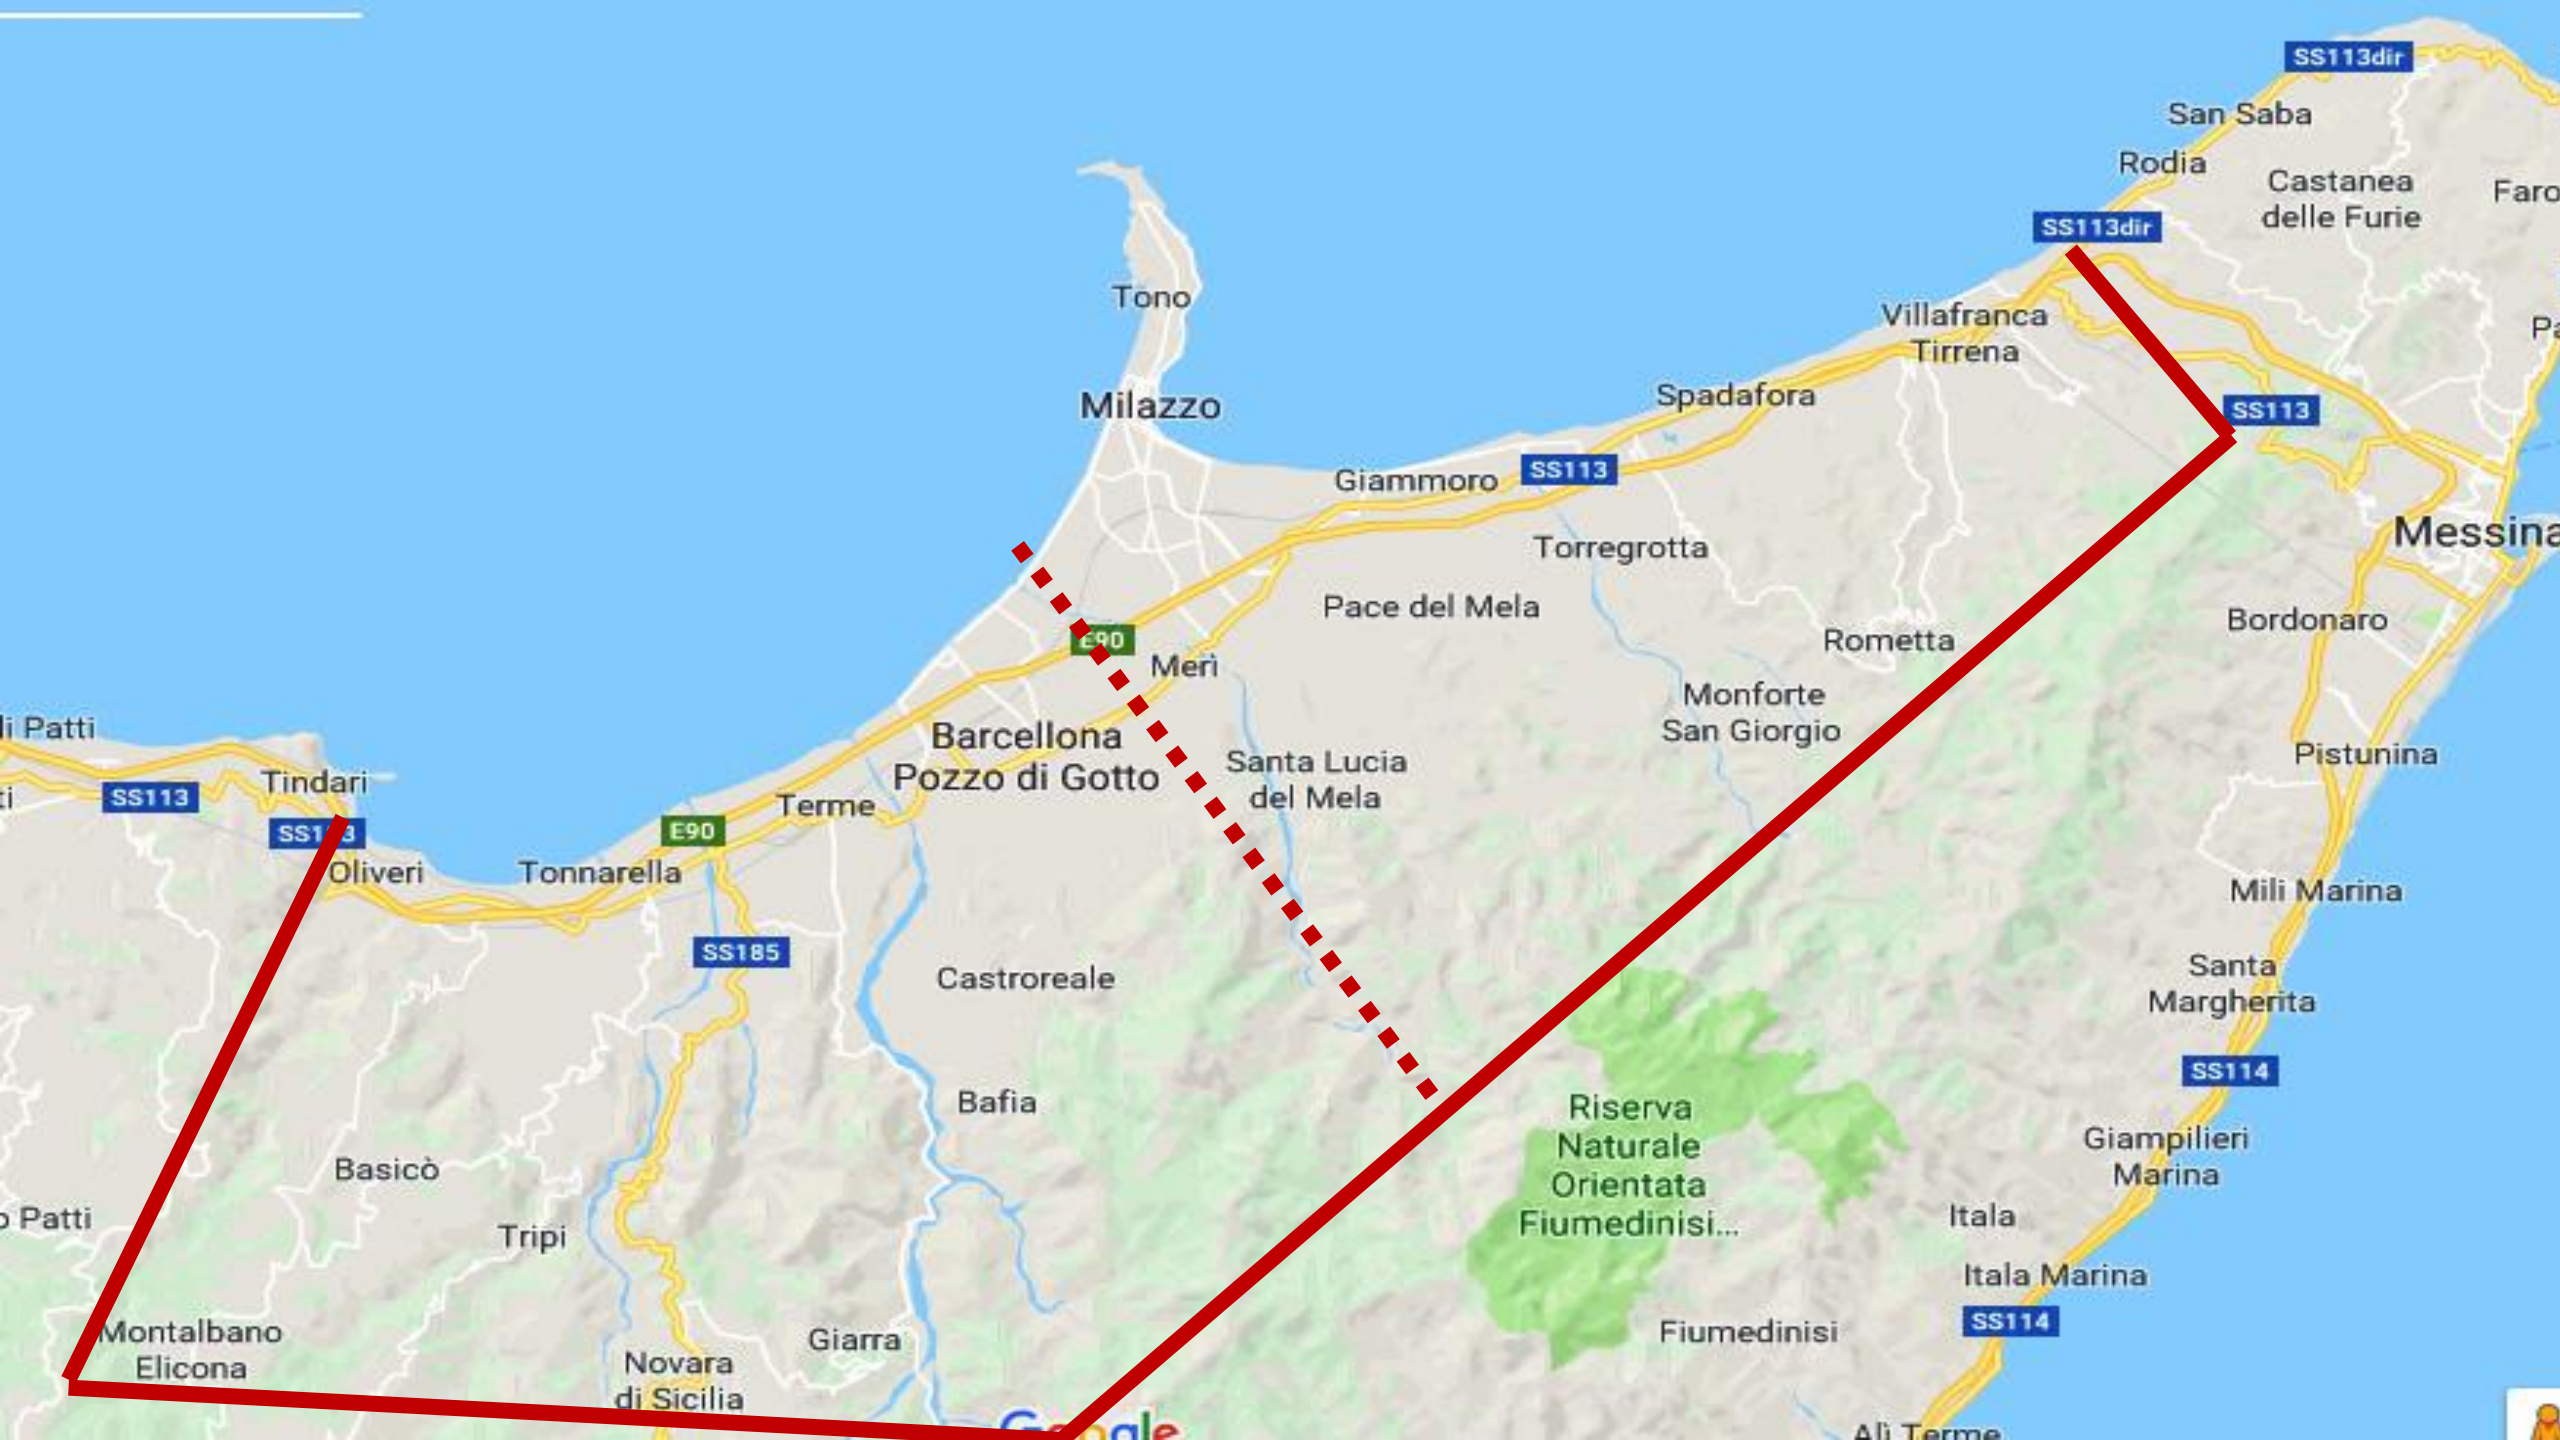 SS113dir
San Saba
Rodia
Castanea
delle Furie
Faro
SS113dir
Tono
Villafranca
Tirrena
Milazzo
Spadafora
SS113
Giammoro
SS113
Torregrotta
Messina
Pace del Mela
Bordonaro
E90
Merì
Rometta
Monforte
San Giorgio
li Patti
Barcellona
Pozzo di Gotto
Santa Lucia
del Mela
Pistunina
Tindari
SS113
Terme
SS113
E90
Oliveri
Tonnarella
Mili Marina
SS185
Castroreale
Santa
Margherita
SS114
Bafia
Riserva
Naturale
Orientata
Fiumedinisi...
Giampilieri
Marina
Basicò
Patti
Tripi
Itala
Itala Marina
SS114
Montalbano
Elicona
Giarra
Fiumedinisi
Novara
di Sicilia
Google
Alì Terme